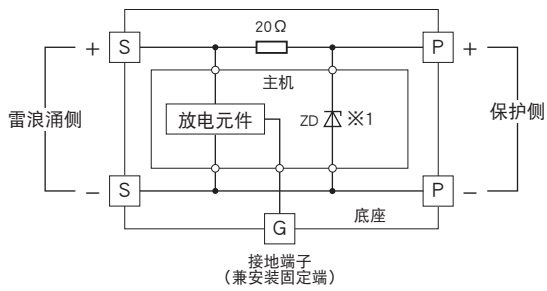 20Ω
+ S P +
主机
雷浪涌侧
放电元件
ZD ※1
保护侧
− S P −
G
底座
接地端子
（兼安装固定端）